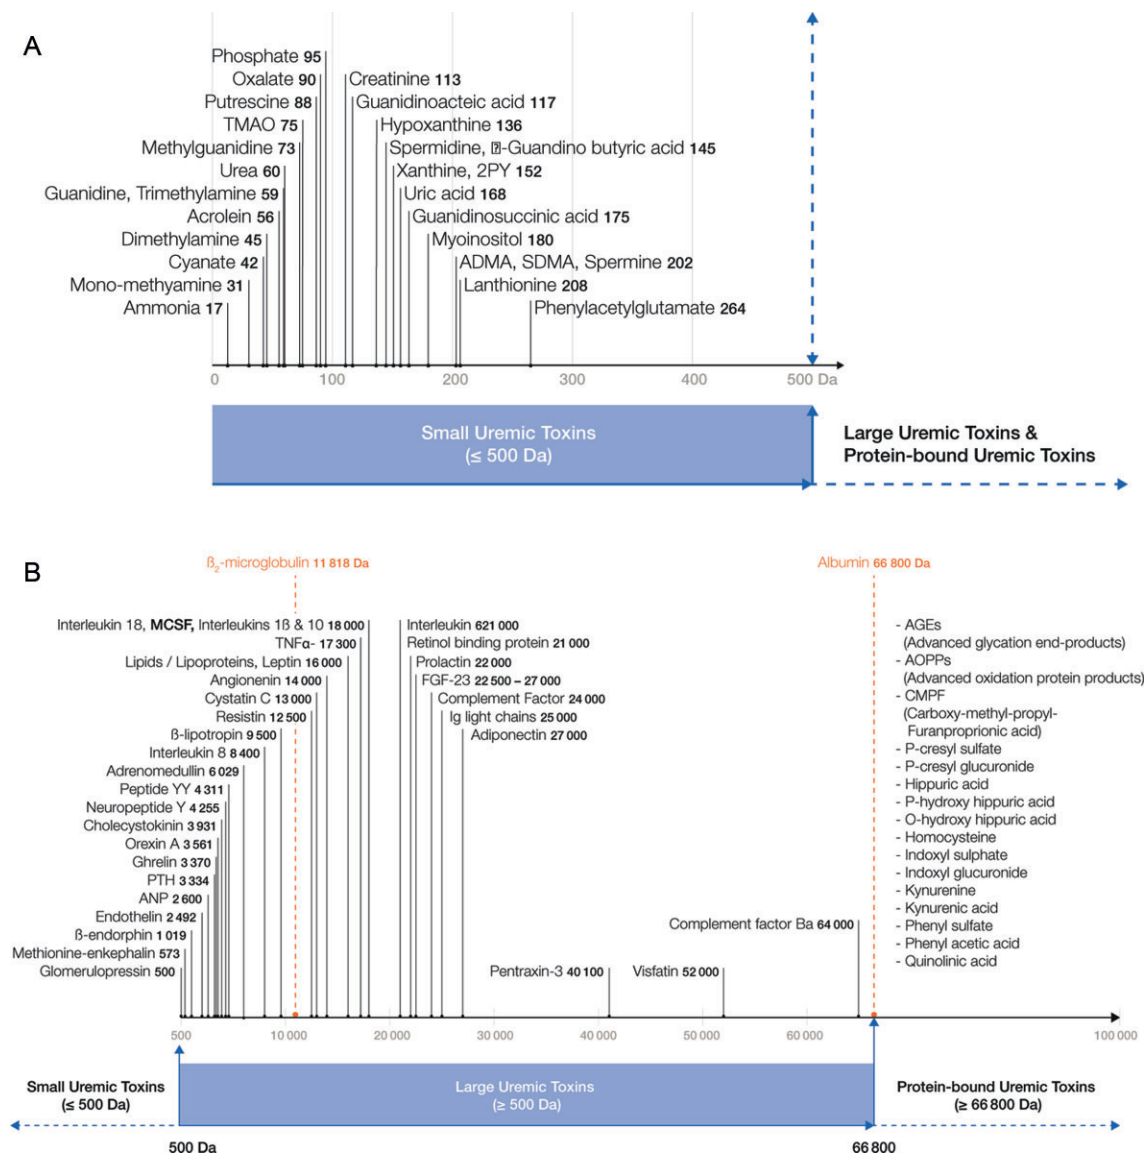 A
Phosphate 95
Oxalate 90
Creatinine 113
Putrescine 88
Guanidinoacteic acid 117
TMAO 75
Hypoxanthine 136
Methylguanidine 73
Spermidine, ?-Guandino butyric acid 145
Urea 60
Xanthine, 2PY 152
Guanidine, Trimethylamine 59
Uric acid 168
Acrolein 56
Guanidinosuccinic acid 175
Dimethylamine 45
Myoinositol 180
Cyanate 42
ADMA, SDMA, Spermine 202
Mono-methyamine 31
Lanthionine 208
Ammonia 17
Phenylacetylglutamate 264
0 100 200 300 400 500 Da
Small Uremic Toxins
(≤ 500 Da)
Large Uremic Toxins &
Protein-bound Uremic Toxins
B
ß₂-microglobulin 11 818 Da
Albumin 66 800 Da
Interleukin 18, MCSF, Interleukins 1ß & 10 18 000
TNFα- 17 300
Lipids / Lipoproteins, Leptin 16 000
Angionenin 14 000
Cystatin C 13 000
Resistin 12 500
ß-lipotropin 9 500
Interleukin 8 8 400
Adrenomedullin 6 029
Peptide YY 4 311
Neuropeptide Y 4 255
Cholecystokinin 3 931
Orexin A 3 561
Ghrelin 3 370
PTH 3 334
ANP 2 600
Endothelin 2 492
ß-endorphin 1 019
Methionine-enkephalin 573
Glomerulopressin 500
Interleukin 621 000
Retinol binding protein 21 000
Prolactin 22 000
FGF-23 22 500 – 27 000
Complement Factor 24 000
Ig light chains 25 000
Adiponectin 27 000
Complement factor Ba 64 000
Pentraxin-3 40 100
Visfatin 52 000
- AGEs
(Advanced glycation end-products)
- AOPPs
(Advanced oxidation protein products)
- CMPF
(Carboxy-methyl-propyl-
Furanproprionic acid)
- P-cresyl sulfate
- P-cresyl glucuronide
- Hippuric acid
- P-hydroxy hippuric acid
- O-hydroxy hippuric acid
- Homocysteine
- Indoxyl sulphate
- Indoxyl glucuronide
- Kynurenine
- Kynurenic acid
- Phenyl sulfate
- Phenyl acetic acid
- Quinolinic acid
500 10 000 20 000 30 000 40 000 50 000 60 000 100 000
Small Uremic Toxins
(≤ 500 Da)
Large Uremic Toxins
(≥ 500 Da)
Protein-bound Uremic Toxins
(≥ 66 800 Da)
500 Da
66 800